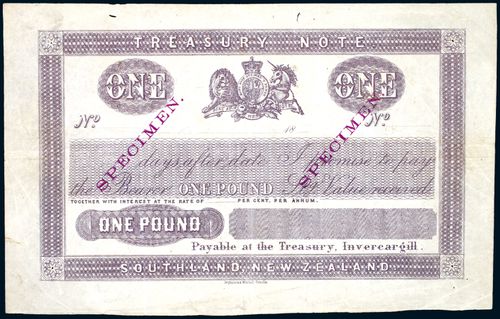 TREASURY NOTE
ONE ONE
No No
SPECIMEN. SPECIMEN.
18
days after date I promise to pay
the Bearer ONE POUND For Value received
TOGETHER WITH INTEREST AT THE RATE OF PER CENT. PER ANNUM.
ONE POUND
Payable at the Treasury, Invercargill.
SOUTHLAND, NEW ZEALAND.